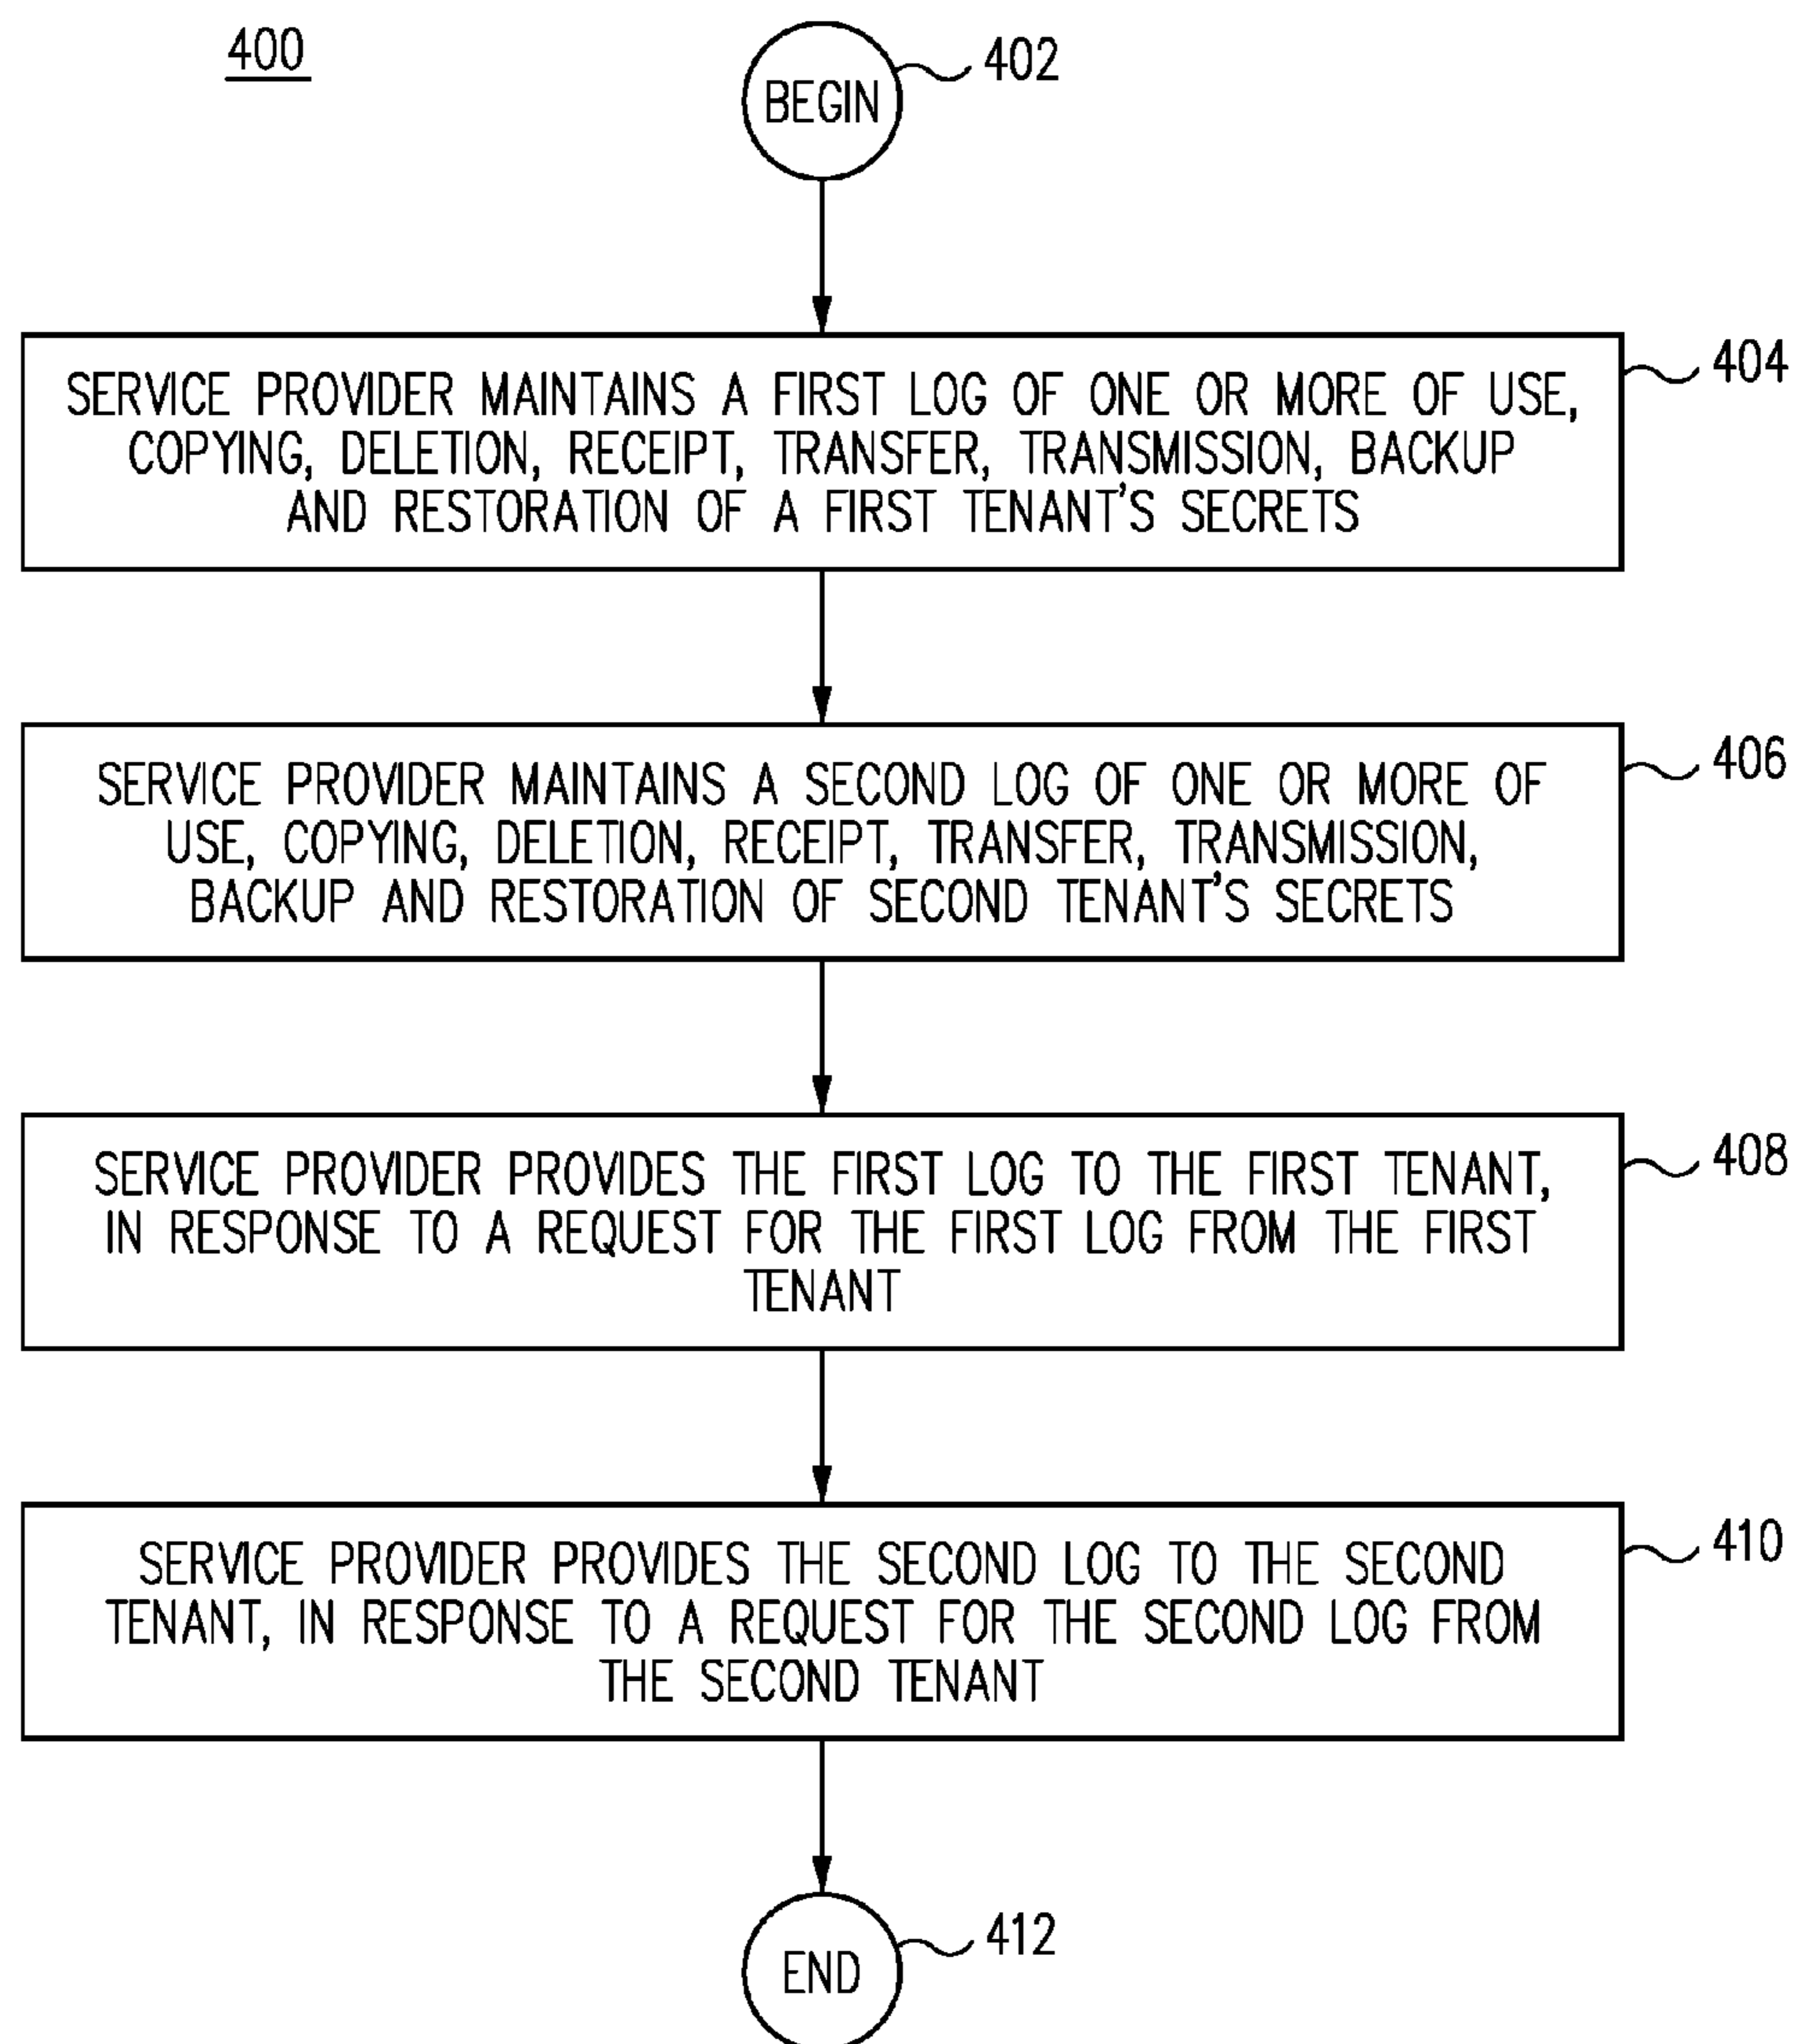 400
BEGIN
402
SERVICE PROVIDER MAINTAINS A FIRST LOG OF ONE OR MORE OF USE,
COPYING, DELETION, RECEIPT, TRANSFER, TRANSMISSION, BACKUP
AND RESTORATION OF A FIRST TENANT'S SECRETS
404
SERVICE PROVIDER MAINTAINS A SECOND LOG OF ONE OR MORE OF
USE, COPYING, DELETION, RECEIPT, TRANSFER, TRANSMISSION,
BACKUP AND RESTORATION OF SECOND TENANT'S SECRETS
406
SERVICE PROVIDER PROVIDES THE FIRST LOG TO THE FIRST TENANT,
IN RESPONSE TO A REQUEST FOR THE FIRST LOG FROM THE FIRST
TENANT
408
SERVICE PROVIDER PROVIDES THE SECOND LOG TO THE SECOND
TENANT, IN RESPONSE TO A REQUEST FOR THE SECOND LOG FROM
THE SECOND TENANT
410
END
412